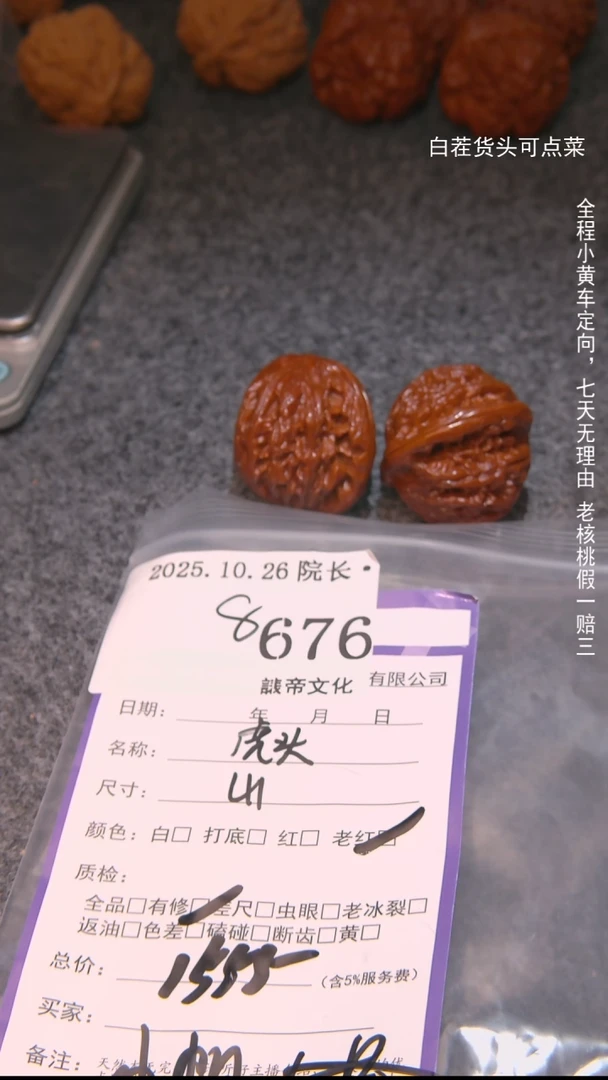 白茬货头可点菜
全程小黄车定向，七天无理由 老核桃假一赔三
2025.10.26 院长
8676
譤帝文化 有限公司
日期： 年 月 日
名称： 虎头
尺寸： 41
颜色：白□ 打底□ 红□ 老红□
质检：
全品□有修□差尺□虫眼□老冰裂□
返油□色差□磕碰□断齿□黄□
总价： 1555 （含5%服务费）
买家：
备注：